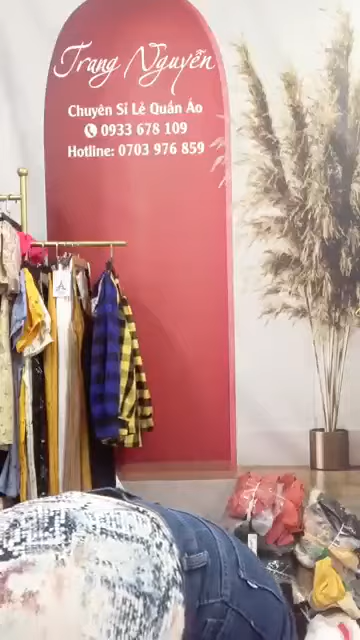 Trang Nguyễn
Chuyên Sỉ Lẻ Quần Áo
0933 678 109
Hotline: 0703 976 859